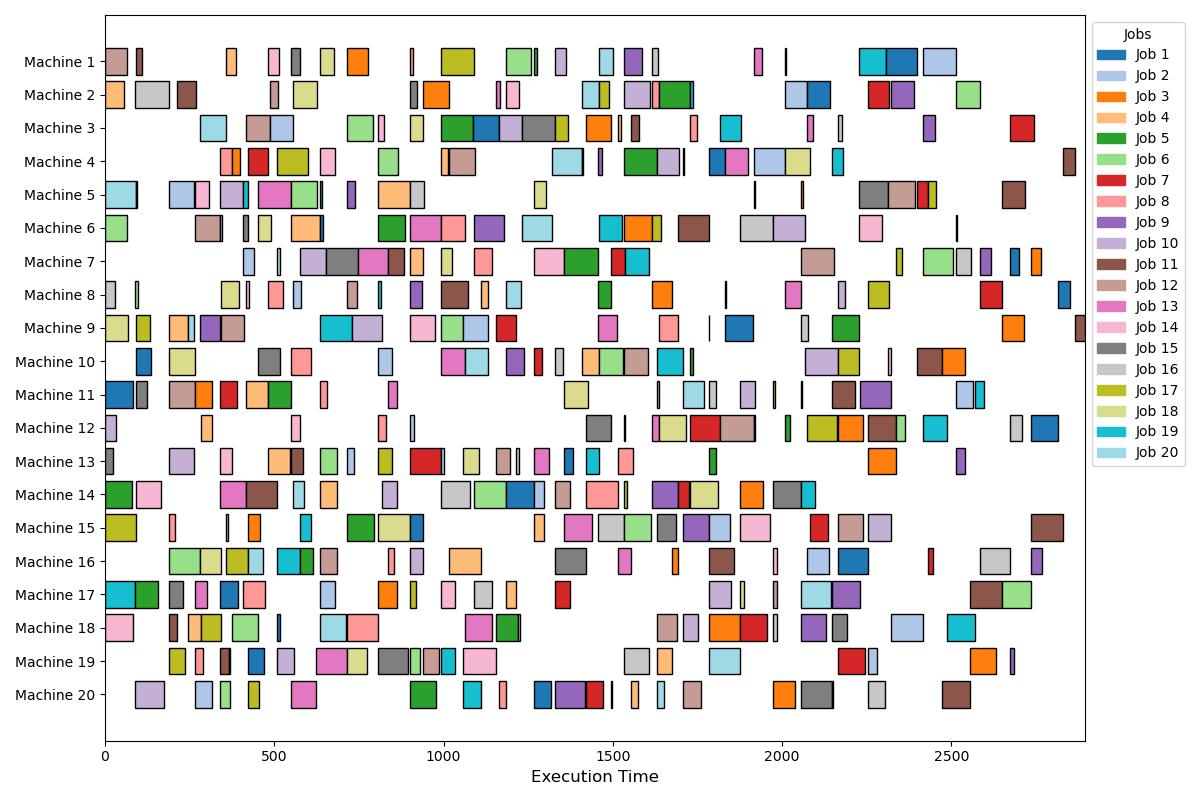 Machine 1
Machine 2
Machine 3
Machine 4
Machine 5
Machine 6
Machine 7
Machine 8
Machine 9
Machine 10
Machine 11
Machine 12
Machine 13
Machine 14
Machine 15
Machine 16
Machine 17
Machine 18
Machine 19
Machine 20
0 500 1000 1500 2000 2500
Execution Time
Jobs
Job 1
Job 2
Job 3
Job 4
Job 5
Job 6
Job 7
Job 8
Job 9
Job 10
Job 11
Job 12
Job 13
Job 14
Job 15
Job 16
Job 17
Job 18
Job 19
Job 20